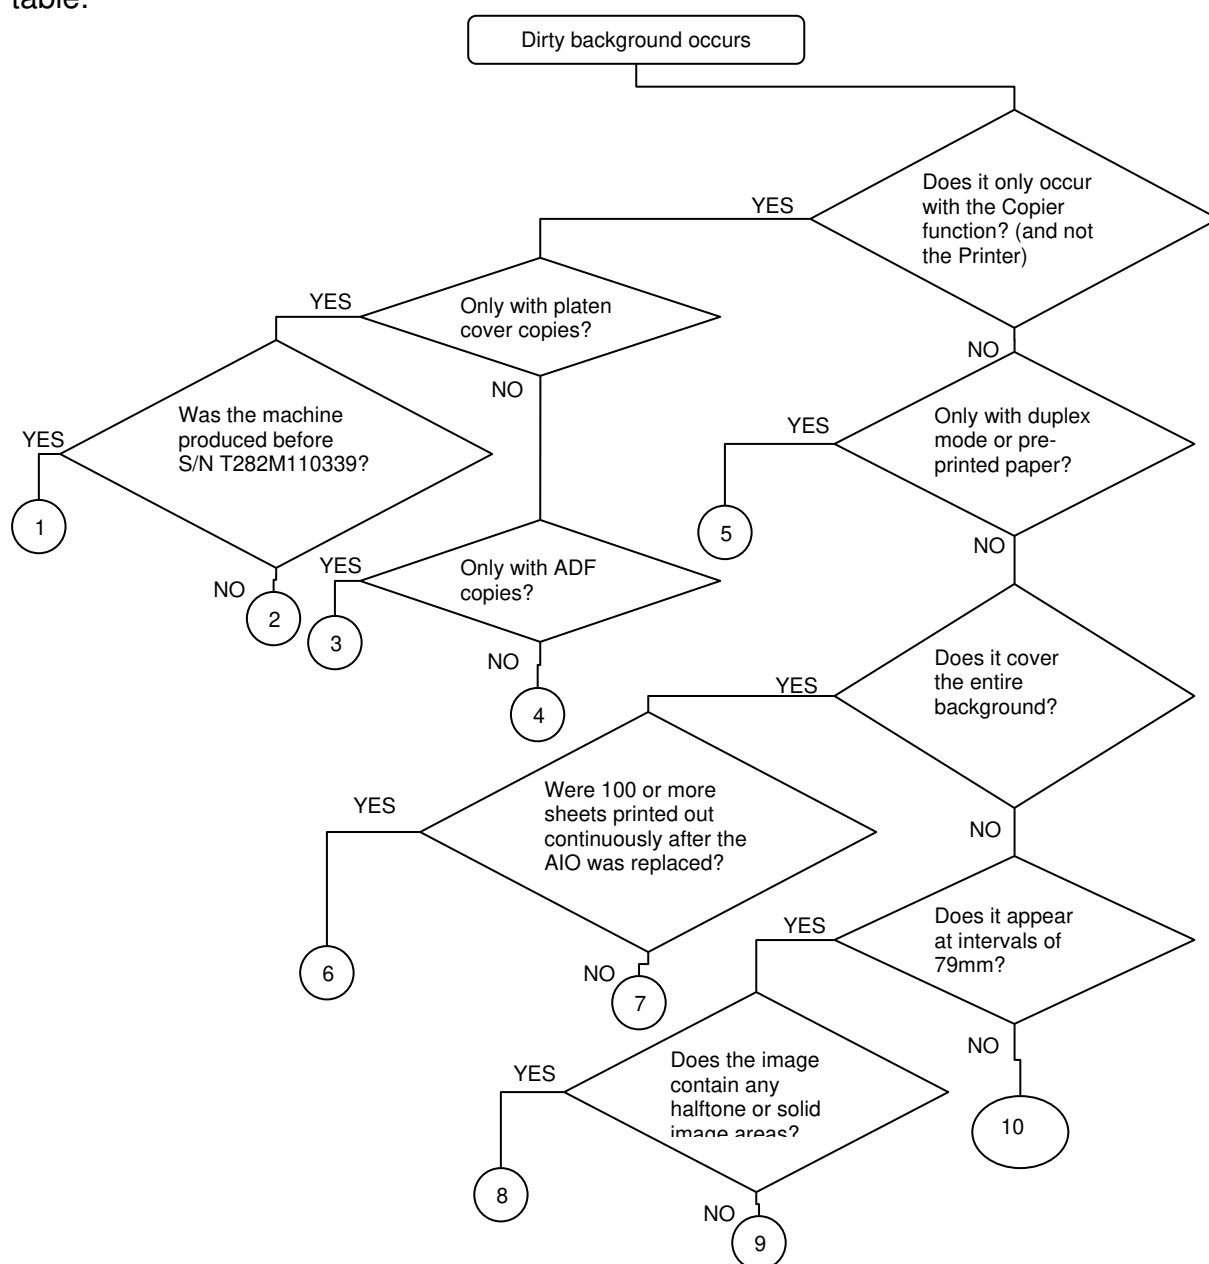 table.
Dirty background occurs
Does it only occur
with the Copier
function? (and not
the Printer)
YES
NO
Only with platen
cover copies?
YES
NO
Was the machine
produced before
S/N T282M110339?
YES
1
NO
2
Only with ADF
copies?
YES
3
NO
4
Only with duplex
mode or pre-
printed paper?
YES
5
NO
Does it cover
the entire
background?
YES
NO
Were 100 or more
sheets printed out
continuously after the
AIO was replaced?
YES
6
NO
7
Does it appear
at intervals of
79mm?
YES
NO
10
Does the image
contain any
halftone or solid
image areas?
YES
8
NO
9